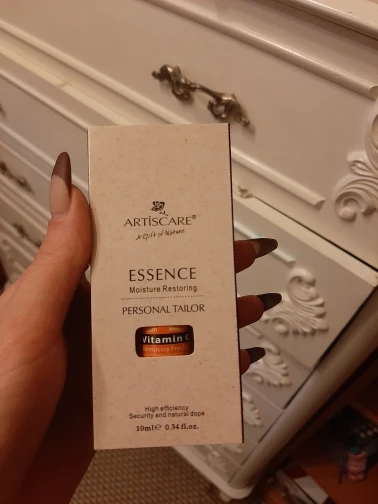 ARTÍSCARE®
A Gift of Nature
ESSENCE
Moisture Restoring
PERSONAL TAILOR
Vitamin C
High efficiency
Security and natural dope
10ml℮ 0.34 fl.oz.